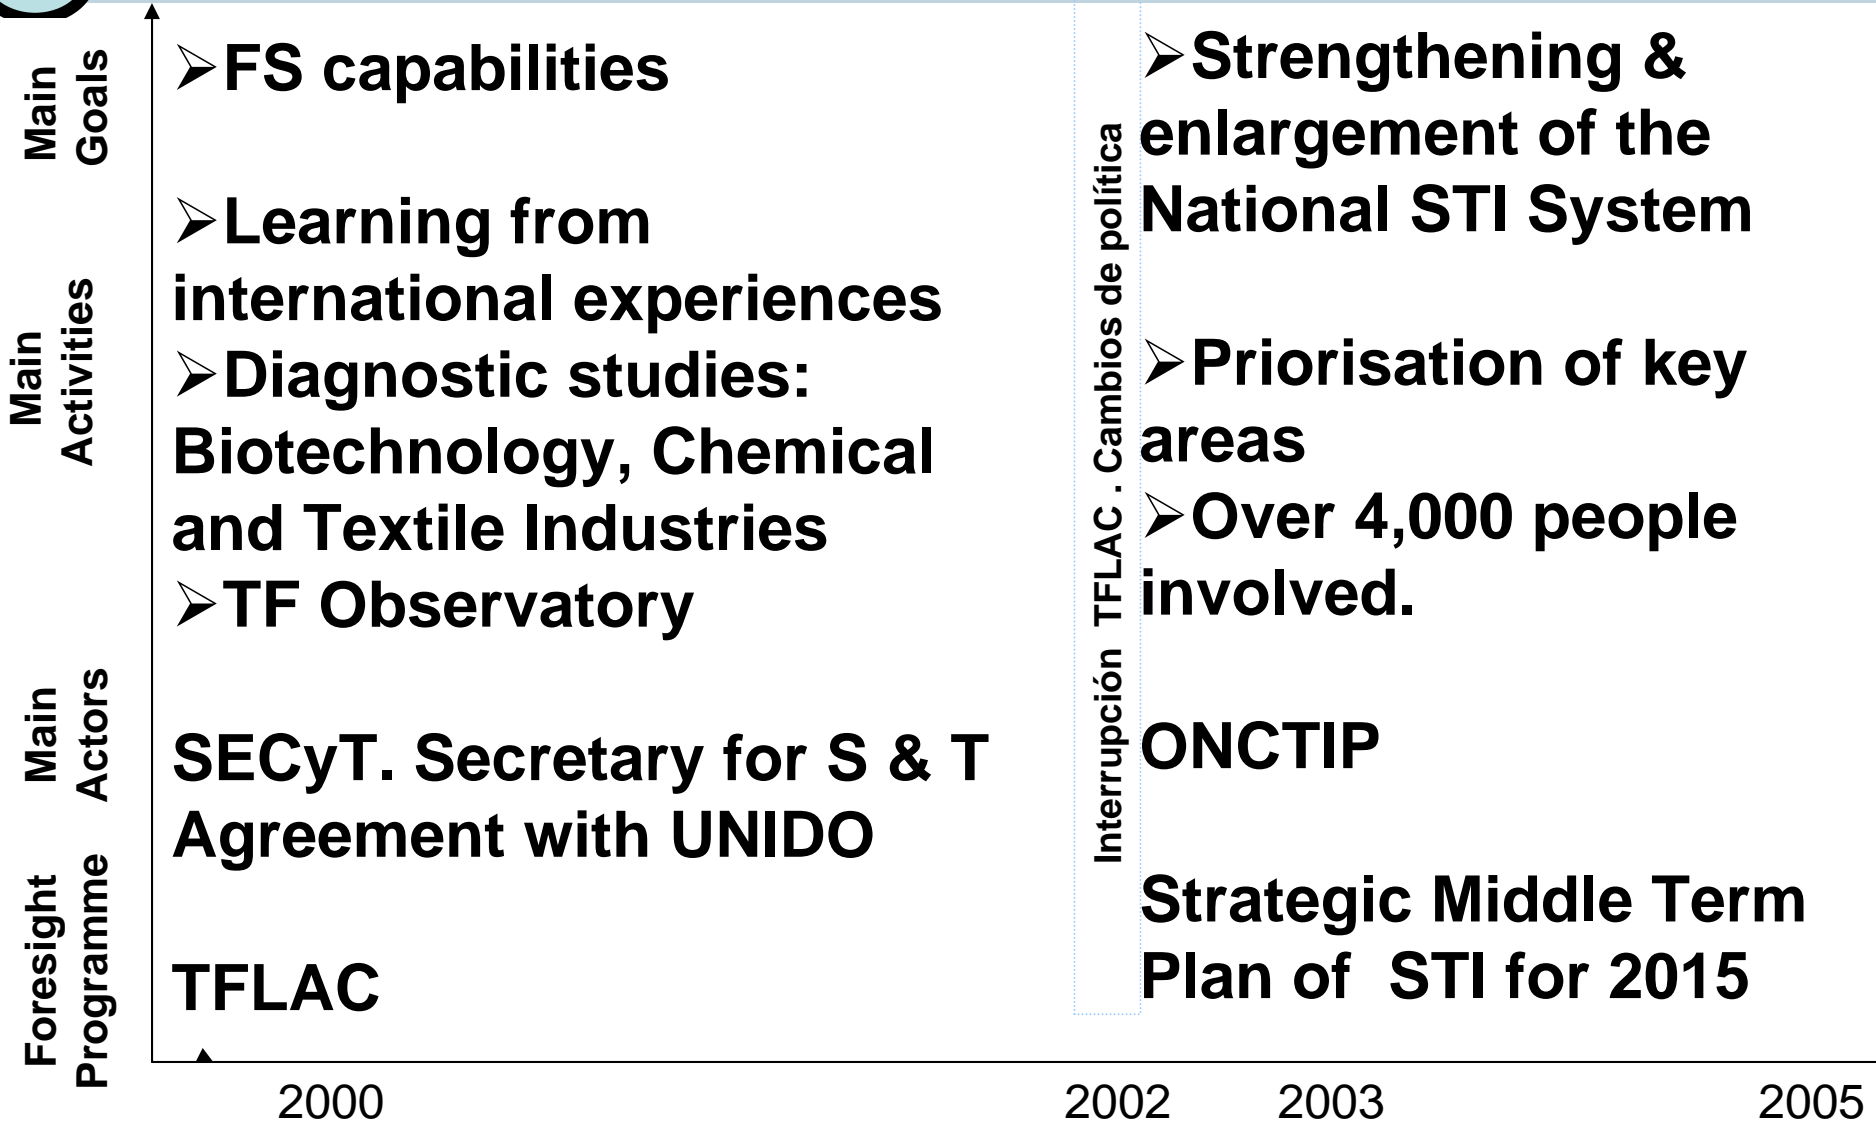 Main
Goals
Main
Activities
Main
Actors
Foresight
Programme
➢FS capabilities
➢Learning from
international experiences
➢Diagnostic studies:
Biotechnology, Chemical
and Textile Industries
➢TF Observatory
SECyT. Secretary for S & T
Agreement with UNIDO
TFLAC
Interrupción TFLAC . Cambios de política
➢Strengthening &
enlargement of the
National STI System
➢Priorisation of key
areas
➢Over 4,000 people
involved.
ONCTIP
Strategic Middle Term
Plan of STI for 2015
2000 2002 2003 2005